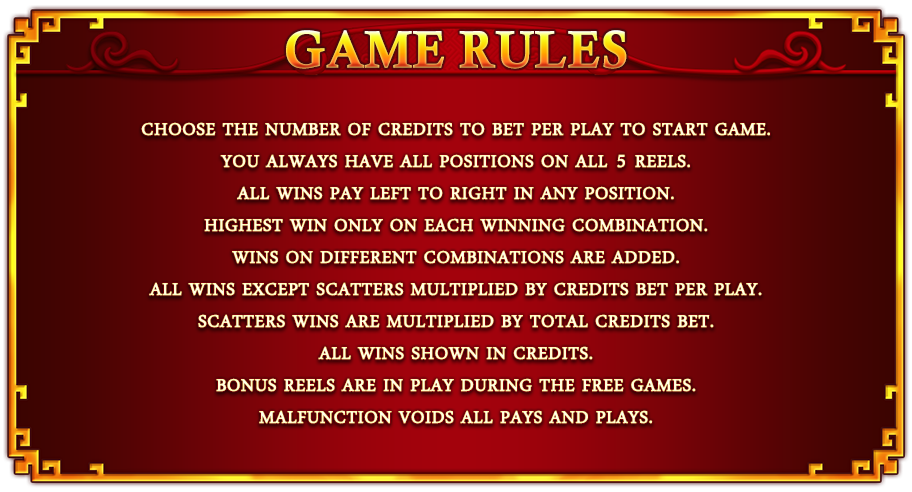 GAME RULES
CHOOSE THE NUMBER OF CREDITS TO BET PER PLAY TO START GAME.
YOU ALWAYS HAVE ALL POSITIONS ON ALL 5 REELS.
ALL WINS PAY LEFT TO RIGHT IN ANY POSITION.
HIGHEST WIN ONLY ON EACH WINNING COMBINATION.
WINS ON DIFFERENT COMBINATIONS ARE ADDED.
ALL WINS EXCEPT SCATTERS MULTIPLIED BY CREDITS BET PER PLAY.
SCATTERS WINS ARE MULTIPLIED BY TOTAL CREDITS BET.
ALL WINS SHOWN IN CREDITS.
BONUS REELS ARE IN PLAY DURING THE FREE GAMES.
MALFUNCTION VOIDS ALL PAYS AND PLAYS.